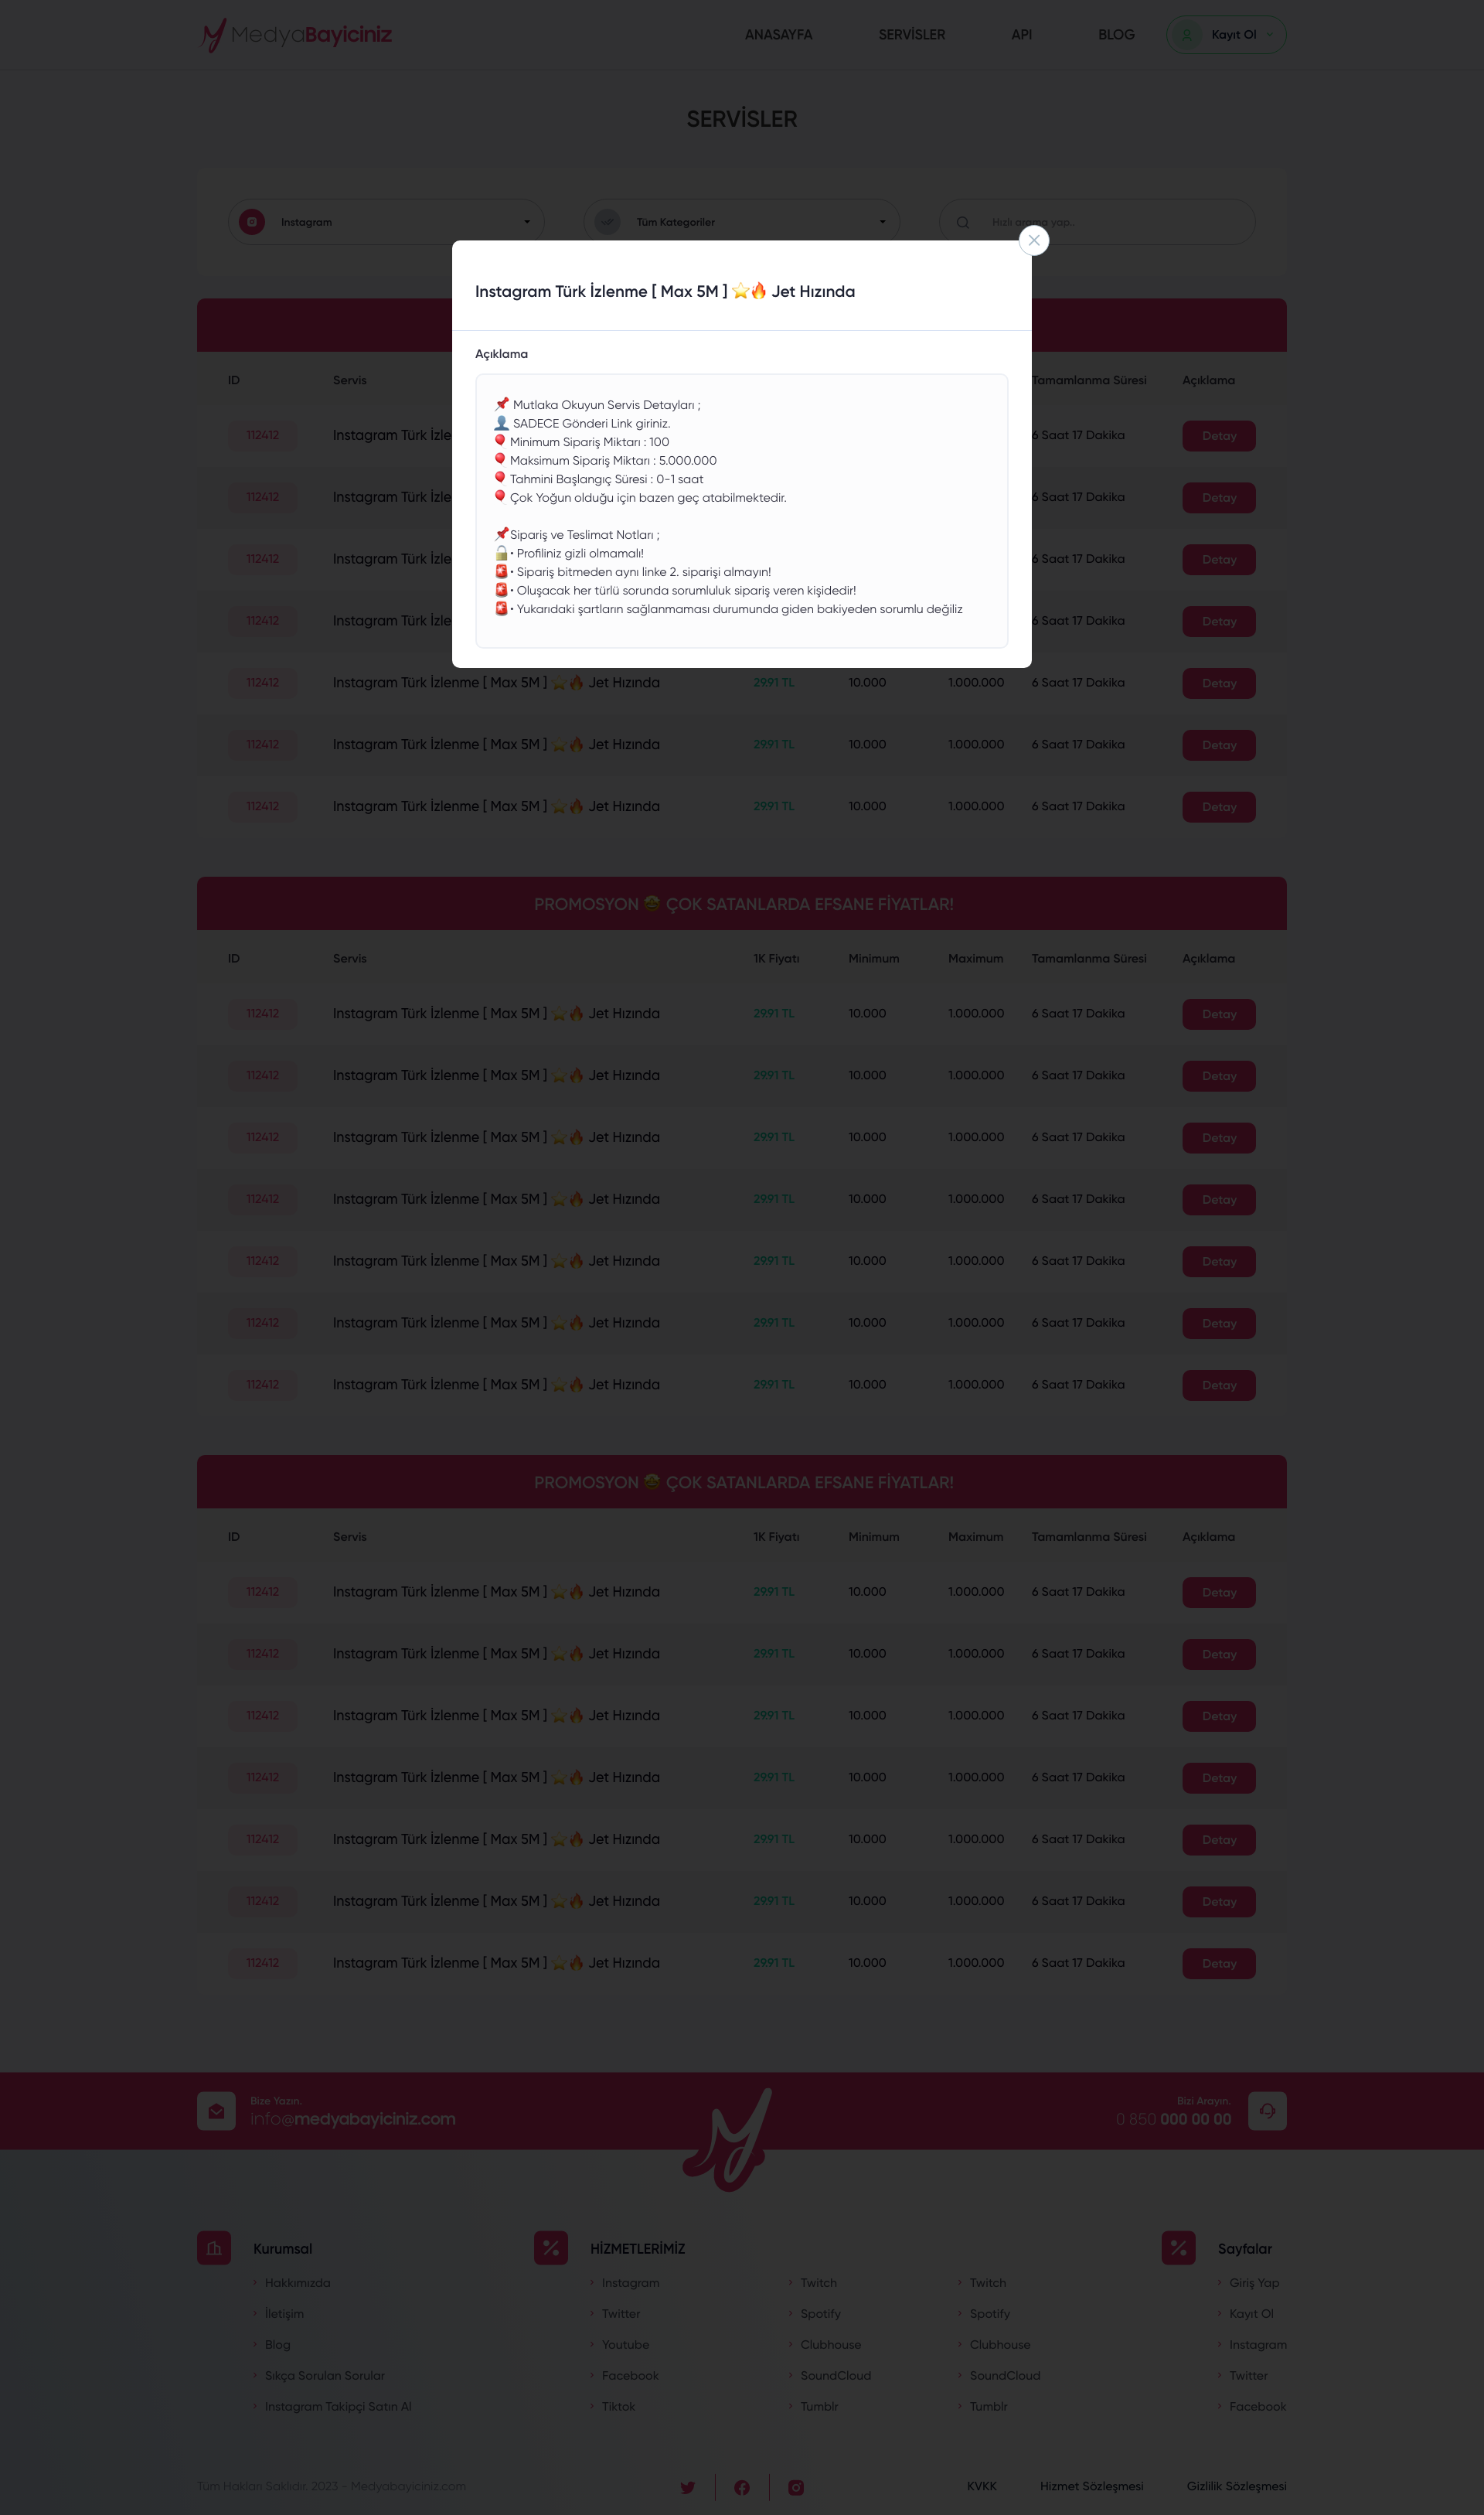 MedyaBayiciniz
ANASAYFA
SERVİSLER
API
BLOG
Kayıt Ol
SERVİSLER
Instagram
Tüm Kategoriler
Hızlı arama yap..
Instagram Türk İzlenme [ Max 5M ] ⭐🔥 Jet Hızında
Açıklama
📌 Mutlaka Okuyun Servis Detayları ;
👤 SADECE Gönderi Link giriniz.
🎈 Minimum Sipariş Miktarı : 100
🎈 Maksimum Sipariş Miktarı : 5.000.000
🎈 Tahmini Başlangıç Süresi : 0-1 saat
🎈 Çok Yoğun olduğu için bazen geç atabilmektedir.
📌Sipariş ve Teslimat Notları ;
🔓• Profiliniz gizli olmamalı!
🚨• Sipariş bitmeden aynı linke 2. siparişi almayın!
🚨• Oluşacak her türlü sorunda sorumluluk sipariş veren kişidedir!
🚨• Yukarıdaki şartların sağlanmaması durumunda giden bakiyeden sorumlu değiliz
ID Servis Tamamlanma Süresi Açıklama
112412 Instagram Türk İzle 6 Saat 17 Dakika Detay
112412 Instagram Türk İzle 6 Saat 17 Dakika Detay
112412 Instagram Türk İzle 6 Saat 17 Dakika Detay
112412 Instagram Türk İzle 6 Saat 17 Dakika Detay
112412 Instagram Türk İzlenme [ Max 5M ] ⭐🔥 Jet Hızında 29.91 TL 10.000 1.000.000 6 Saat 17 Dakika Detay
112412 Instagram Türk İzlenme [ Max 5M ] ⭐🔥 Jet Hızında 29.91 TL 10.000 1.000.000 6 Saat 17 Dakika Detay
112412 Instagram Türk İzlenme [ Max 5M ] ⭐🔥 Jet Hızında 29.91 TL 10.000 1.000.000 6 Saat 17 Dakika Detay
PROMOSYON 🤩 ÇOK SATANLARDA EFSANE FİYATLAR!
ID Servis 1K Fiyatı Minimum Maximum Tamamlanma Süresi Açıklama
112412 Instagram Türk İzlenme [ Max 5M ] ⭐🔥 Jet Hızında 29.91 TL 10.000 1.000.000 6 Saat 17 Dakika Detay
112412 Instagram Türk İzlenme [ Max 5M ] ⭐🔥 Jet Hızında 29.91 TL 10.000 1.000.000 6 Saat 17 Dakika Detay
112412 Instagram Türk İzlenme [ Max 5M ] ⭐🔥 Jet Hızında 29.91 TL 10.000 1.000.000 6 Saat 17 Dakika Detay
112412 Instagram Türk İzlenme [ Max 5M ] ⭐🔥 Jet Hızında 29.91 TL 10.000 1.000.000 6 Saat 17 Dakika Detay
112412 Instagram Türk İzlenme [ Max 5M ] ⭐🔥 Jet Hızında 29.91 TL 10.000 1.000.000 6 Saat 17 Dakika Detay
112412 Instagram Türk İzlenme [ Max 5M ] ⭐🔥 Jet Hızında 29.91 TL 10.000 1.000.000 6 Saat 17 Dakika Detay
112412 Instagram Türk İzlenme [ Max 5M ] ⭐🔥 Jet Hızında 29.91 TL 10.000 1.000.000 6 Saat 17 Dakika Detay
PROMOSYON 🤩 ÇOK SATANLARDA EFSANE FİYATLAR!
ID Servis 1K Fiyatı Minimum Maximum Tamamlanma Süresi Açıklama
112412 Instagram Türk İzlenme [ Max 5M ] ⭐🔥 Jet Hızında 29.91 TL 10.000 1.000.000 6 Saat 17 Dakika Detay
112412 Instagram Türk İzlenme [ Max 5M ] ⭐🔥 Jet Hızında 29.91 TL 10.000 1.000.000 6 Saat 17 Dakika Detay
112412 Instagram Türk İzlenme [ Max 5M ] ⭐🔥 Jet Hızında 29.91 TL 10.000 1.000.000 6 Saat 17 Dakika Detay
112412 Instagram Türk İzlenme [ Max 5M ] ⭐🔥 Jet Hızında 29.91 TL 10.000 1.000.000 6 Saat 17 Dakika Detay
112412 Instagram Türk İzlenme [ Max 5M ] ⭐🔥 Jet Hızında 29.91 TL 10.000 1.000.000 6 Saat 17 Dakika Detay
112412 Instagram Türk İzlenme [ Max 5M ] ⭐🔥 Jet Hızında 29.91 TL 10.000 1.000.000 6 Saat 17 Dakika Detay
112412 Instagram Türk İzlenme [ Max 5M ] ⭐🔥 Jet Hızında 29.91 TL 10.000 1.000.000 6 Saat 17 Dakika Detay
Bize Yazın.
info@medyabayiciniz.com
Bizi Arayın.
0 850 000 00 00
Kurumsal
Hakkımızda
İletişim
Blog
Sıkça Sorulan Sorular
Instagram Takipçi Satın Al
HİZMETLERİMİZ
Instagram
Twitter
Youtube
Facebook
Tiktok
Twitch
Spotify
Clubhouse
SoundCloud
Tumblr
Twitch
Spotify
Clubhouse
SoundCloud
Tumblr
Sayfalar
Giriş Yap
Kayıt Ol
Instagram
Twitter
Facebook
Tüm Hakları Saklıdır. 2023 - Medyabayiciniz.com
KVKK
Hizmet Sözleşmesi
Gizlilik Sözleşmesi